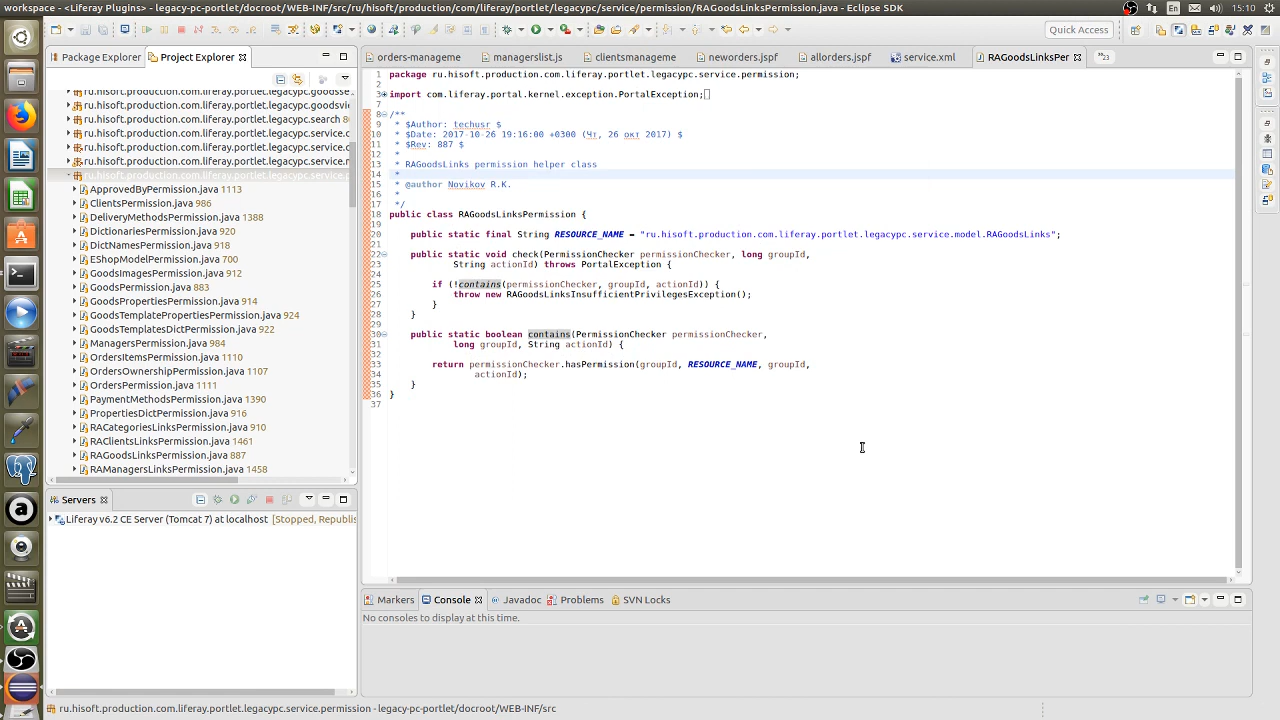 workspace - <Liferay Plugins> - legacy-pc-portlet/docroot/WEB-INF/src/ru/hisoft/production/com/liferay/portlet/legacypc/service/permission/RAGoodsLinksPermission.java - Eclipse SDK
En
15:10
Quick Access
Package Explorer
Project Explorer
ru.hisoft.production.com.liferay.portlet.legacypc.goodsse
ru.hisoft.production.com.liferay.portlet.legacypc.goodsvi
ru.hisoft.production.com.liferay.portlet.legacypc.search 8
ru.hisoft.production.com.liferay.portlet.legacypc.service.c
ru.hisoft.production.com.liferay.portlet.legacypc.service.r
ru.hisoft.production.com.liferay.portlet.legacypc.service.p
ApprovedByPermission.java 1113
ClientsPermission.java 986
DeliveryMethodsPermission.java 1388
DictionariesPermission.java 920
DictNamesPermission.java 918
EShopModelPermission.java 700
GoodsImagesPermission.java 912
GoodsPermission.java 883
GoodsPropertiesPermission.java 914
GoodsTemplatePropertiesPermission.java 924
GoodsTemplatesDictPermission.java 922
ManagersPermission.java 984
OrdersItemsPermission.java 1110
OrdersOwnershipPermission.java 1107
OrdersPermission.java 1111
PaymentMethodsPermission.java 1390
PropertiesDictPermission.java 916
RACategoriesLinksPermission.java 910
RAClientsLinksPermission.java 1461
RAGoodsLinksPermission.java 887
RAManagersLinksPermission.java 1458
Servers
Liferay v6.2 CE Server (Tomcat 7) at localhost [Stopped, Republis
orders-manageme
managerslist.js
clientsmanageme
neworders.jspf
allorders.jspf
service.xml
RAGoodsLinksPer
»23
1 package ru.hisoft.production.com.liferay.portlet.legacypc.service.permission;
2
3 import com.liferay.portal.kernel.exception.PortalException;
7
8 /**
9 * $Author: techusr $
10 * $Date: 2017-10-26 19:16:00 +0300 (Чт, 26 окт 2017) $
11 * $Rev: 887 $
12 *
13 * RAGoodsLinks permission helper class
14 *
15 * @author Novikov R.K.
16 *
17 */
18 public class RAGoodsLinksPermission {
19
20 public static final String RESOURCE_NAME = "ru.hisoft.production.com.liferay.portlet.legacypc.service.model.RAGoodsLinks";
21
22 public static void check(PermissionChecker permissionChecker, long groupId,
23 String actionId) throws PortalException {
24
25 if (!contains(permissionChecker, groupId, actionId)) {
26 throw new RAGoodsLinksInsufficientPrivilegesException();
27 }
28 }
29
30 public static boolean contains(PermissionChecker permissionChecker,
31 long groupId, String actionId) {
32
33 return permissionChecker.hasPermission(groupId, RESOURCE_NAME, groupId,
34 actionId);
35 }
36 }
37
Markers
Console
Javadoc
Problems
SVN Locks
No consoles to display at this time.
ru.hisoft.production.com.liferay.portlet.legacypc.service.permission - legacy-pc-portlet/docroot/WEB-INF/src